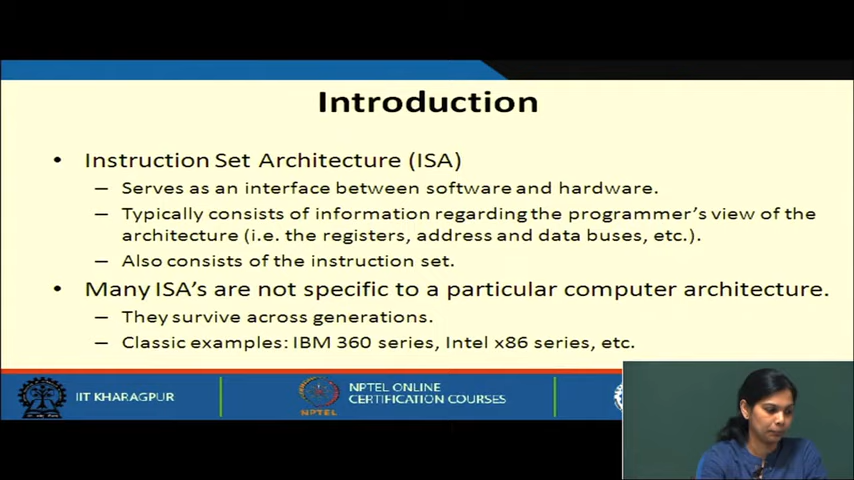 Introduction
• Instruction Set Architecture (ISA)
– Serves as an interface between software and hardware.
– Typically consists of information regarding the programmer's view of the
architecture (i.e. the registers, address and data buses, etc.).
– Also consists of the instruction set.
• Many ISA's are not specific to a particular computer architecture.
– They survive across generations.
– Classic examples: IBM 360 series, Intel x86 series, etc.
IIT KHARAGPUR
NPTEL
NPTEL ONLINE
CERTIFICATION COURSES